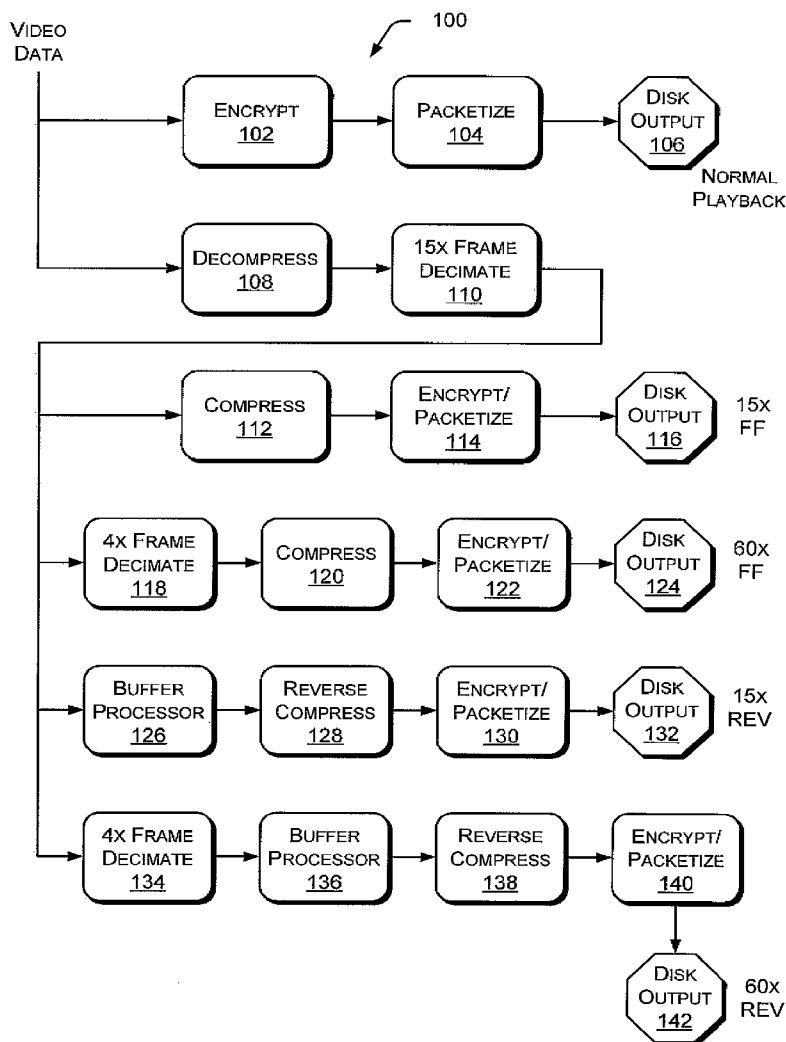 100
VIDEO
DATA
ENCRYPT
102
PACKETIZE
104
DISK
OUTPUT
106
NORMAL
PLAYBACK
DECOMPRESS
108
15X FRAME
DECIMATE
110
COMPRESS
112
ENCRYPT/
PACKETIZE
114
DISK
OUTPUT
116
15X
FF
4X FRAME
DECIMATE
118
COMPRESS
120
ENCRYPT/
PACKETIZE
122
DISK
OUTPUT
124
60X
FF
BUFFER
PROCESSOR
126
REVERSE
COMPRESS
128
ENCRYPT/
PACKETIZE
130
DISK
OUTPUT
132
15X
REV
4X FRAME
DECIMATE
134
BUFFER
PROCESSOR
136
REVERSE
COMPRESS
138
ENCRYPT/
PACKETIZE
140
DISK
OUTPUT
142
60X
REV